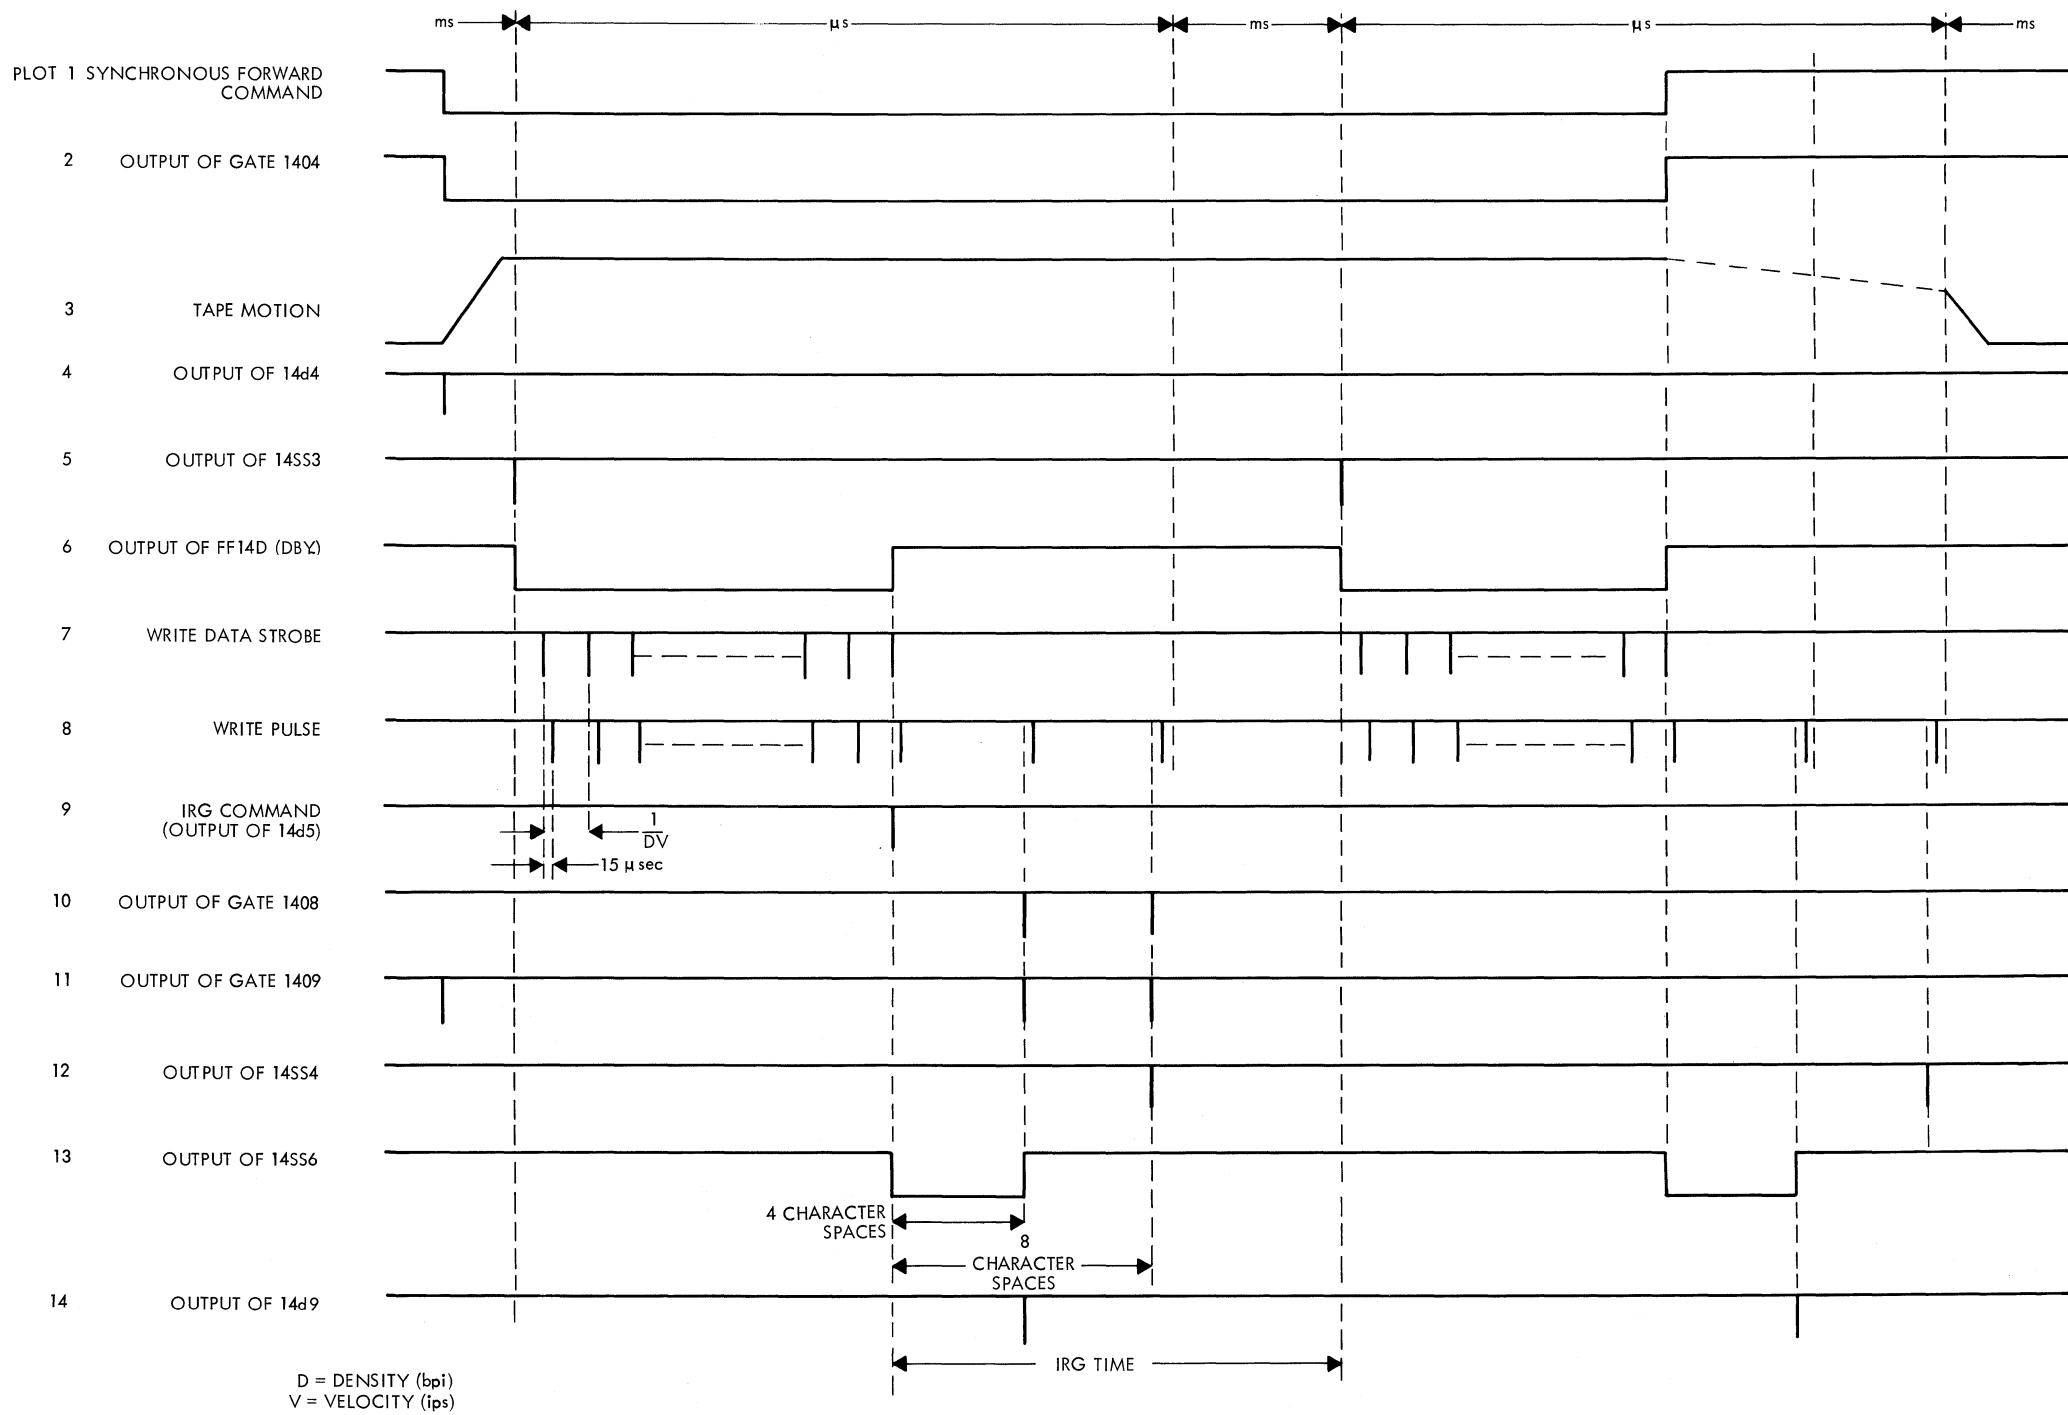 ms μs ms μs ms
PLOT 1 SYNCHRONOUS FORWARD
COMMAND
2 OUTPUT OF GATE 1404
3 TAPE MOTION
4 OUTPUT OF 14d4
5 OUTPUT OF 14SS3
6 OUTPUT OF FF14D (DBY)
7 WRITE DATA STROBE
8 WRITE PULSE
9 IRG COMMAND
(OUTPUT OF 14d5)
1
DV
15 μ sec
10 OUTPUT OF GATE 1408
11 OUTPUT OF GATE 1409
12 OUTPUT OF 14SS4
13 OUTPUT OF 14SS6
4 CHARACTER
SPACES
8
CHARACTER
SPACES
14 OUTPUT OF 14d9
IRG TIME
D = DENSITY (bpi)
V = VELOCITY (ips)